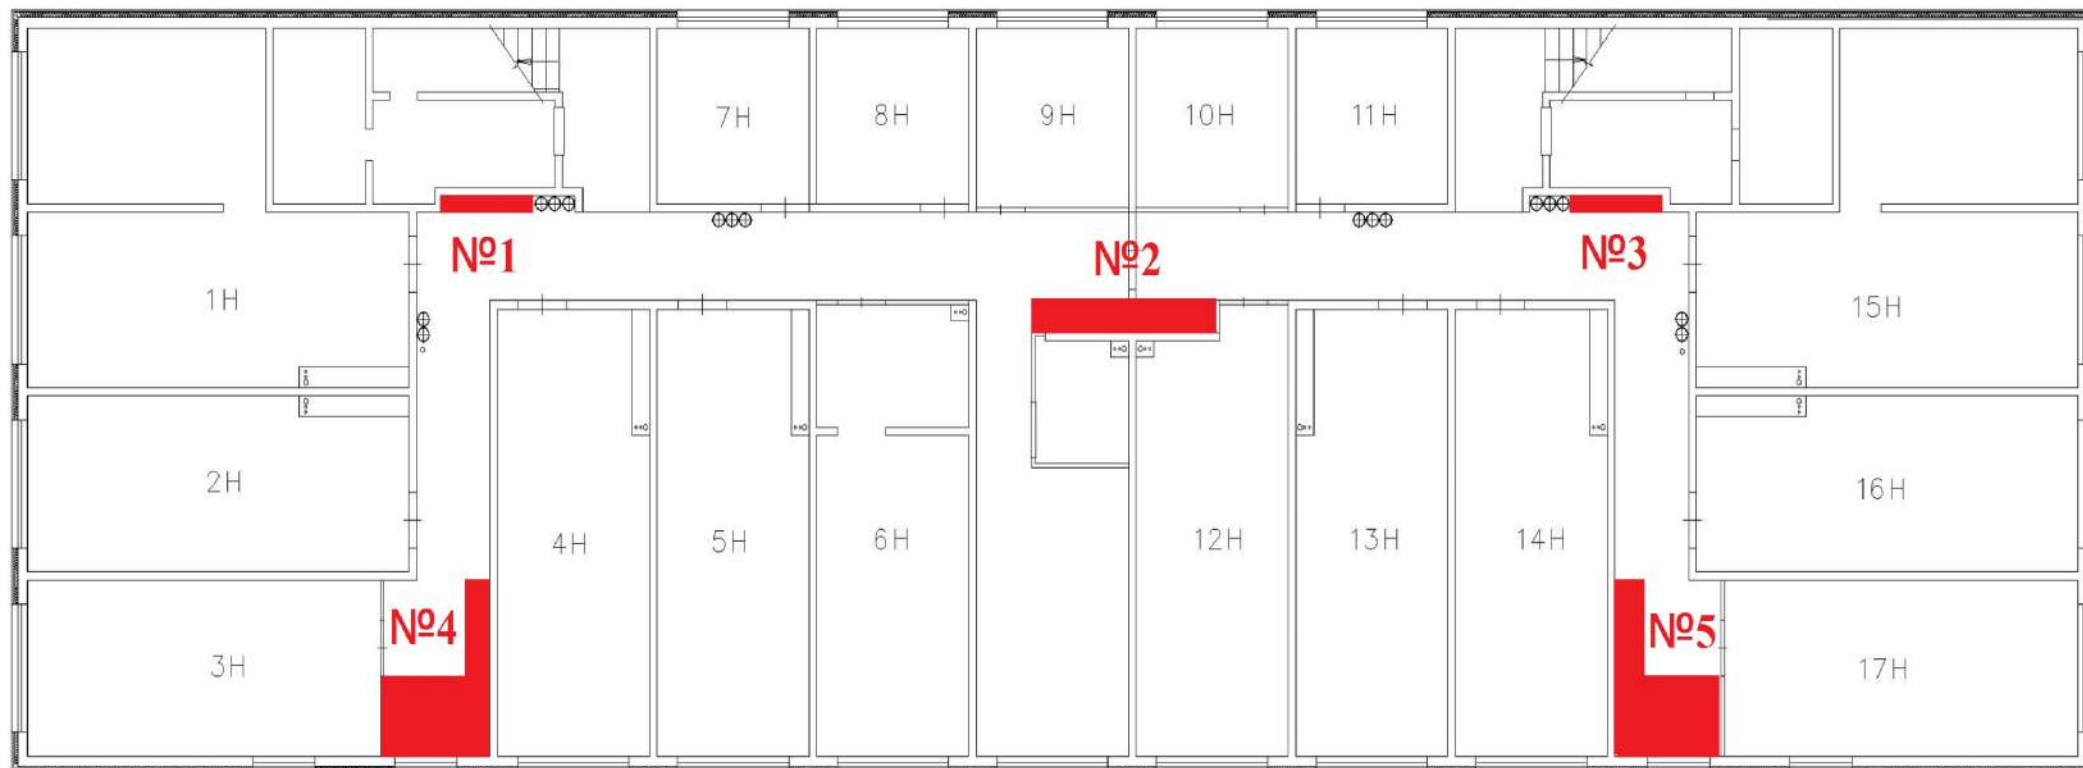 7Н 8Н 9Н 10Н 11Н
№1 №2 №3
1Н 15Н
2Н 16Н
4Н 5Н 6Н 12Н 13Н 14Н
№4 №5
3Н 17Н